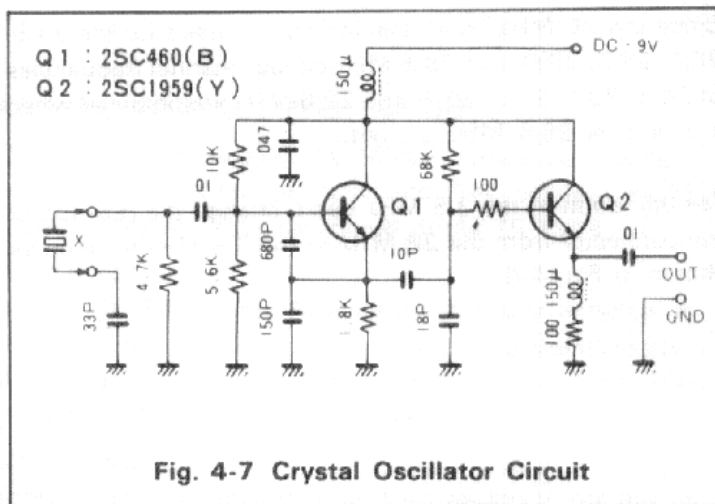 Q1 : 2SC460(B)
Q2 : 2SC1959(Y)
150μ
DC · 9V
10K
047
68K
01
Q1
100
Q2
X
4.7K
5.6K
680P
10P
01
OUT
33P
150P
1.8K
18P
150μ
100
GND
Fig. 4-7 Crystal Oscillator Circuit